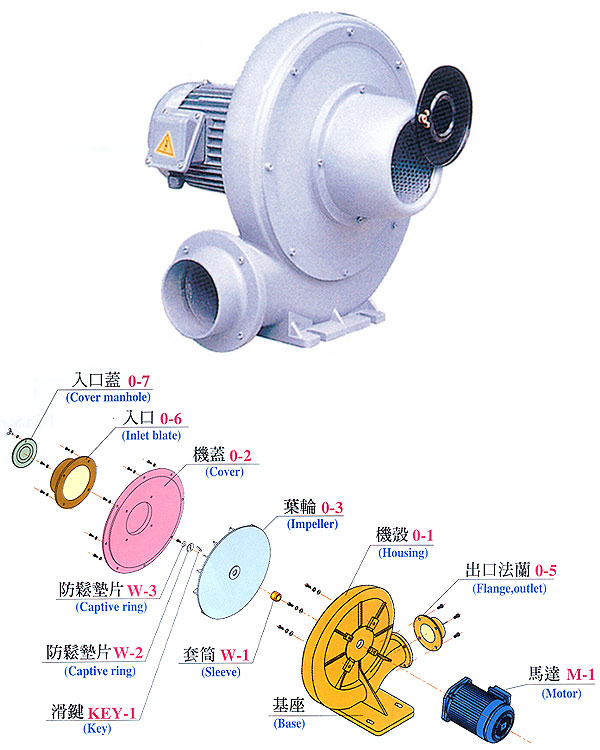 入口蓋 0-7
(Cover manhole)
入口 0-6
(Inlet blate)
機蓋 0-2
(Cover)
葉輪 0-3
(Impeller)
機殼 0-1
(Housing)
出口法蘭 0-5
(Flange,outlet)
防鬆墊片 W-3
(Captive ring)
防鬆墊片 W-2
(Captive ring)
套筒 W-1
(Sleeve)
滑鍵 KEY-1
(Key)
基座
(Base)
馬達 M-1
(Motor)